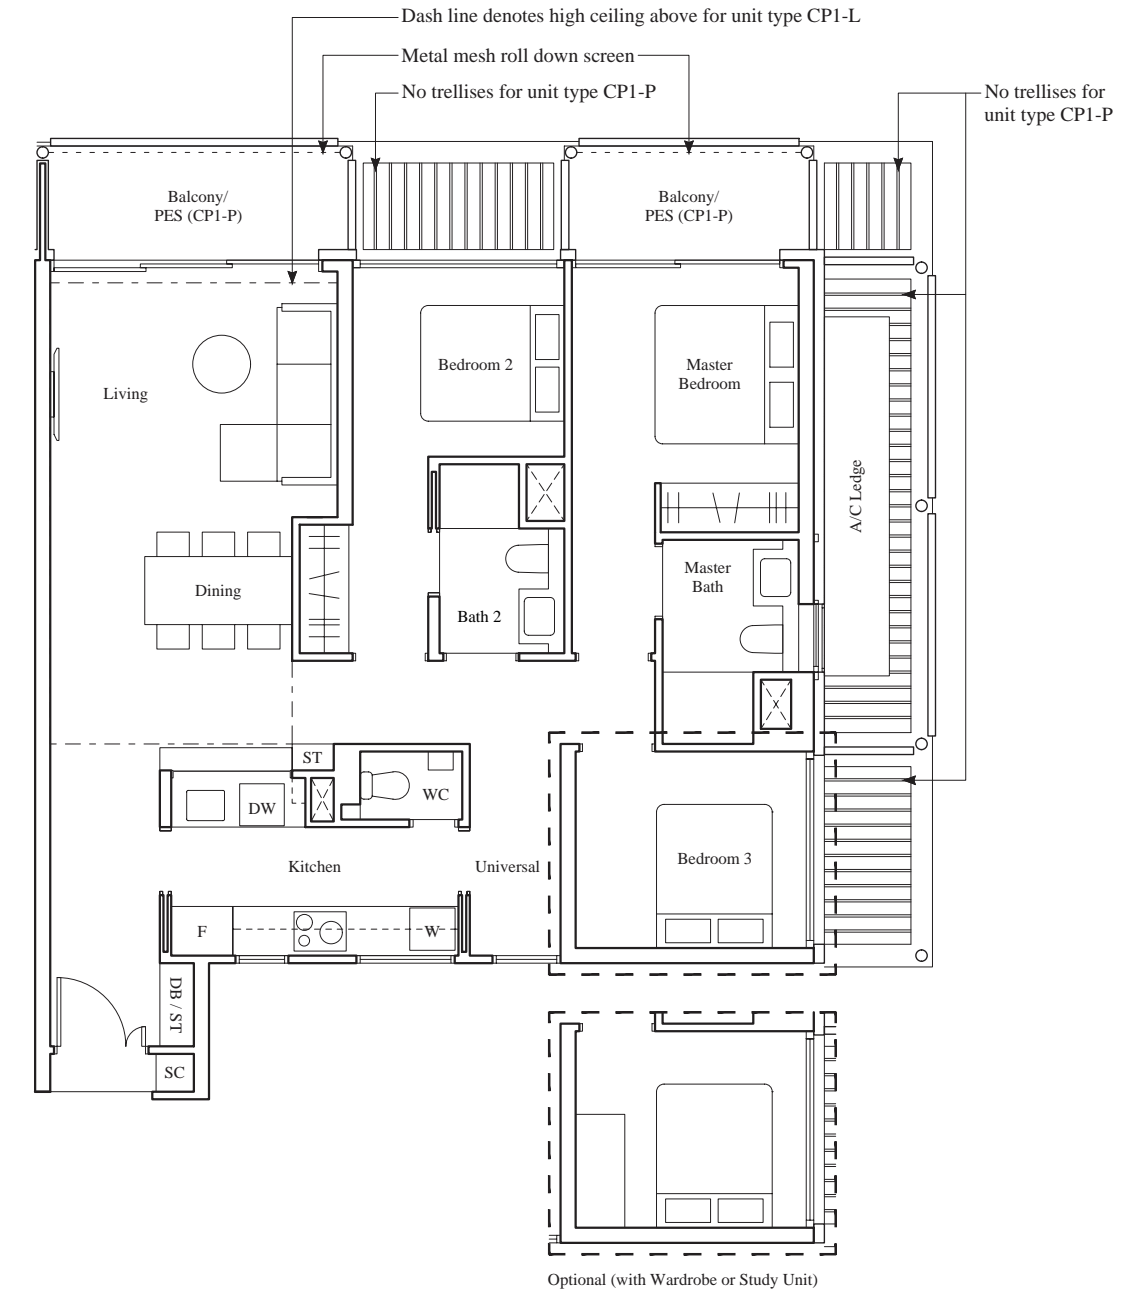 Dash line denotes high ceiling above for unit type CP1-L
Metal mesh roll down screen
No trellises for unit type CP1-P
No trellises for
unit type CP1-P
Balcony/
PES (CP1-P)
Balcony/
PES (CP1-P)
Bedroom 2
Master
Bedroom
Living
A/C Ledge
Dining
Bath 2
Master
Bath
ST
DW
WC
Kitchen
Universal
Bedroom 3
F
W
DB / ST
SC
Optional (with Wardrobe or Study Unit)